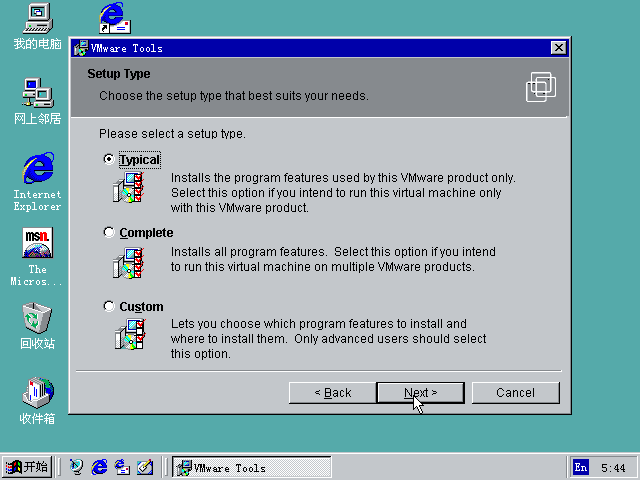 我的电脑
网上邻居
Internet
Explorer
msn
The
Micros...
回收站
收件箱
VMware Tools
Setup Type
Choose the setup type that best suits your needs.
Please select a setup type.
Typical
Installs the program features used by this VMware product only.
Select this option if you intend to run this virtual machine only
with this VMware product.
Complete
Installs all program features.  Select this option if you intend
to run this virtual machine on multiple VMware products.
Custom
Lets you choose which program features to install and
where to install them.  Only advanced users should select
this option.
< Back
Next >
Cancel
开始
VMware Tools
En
5:44